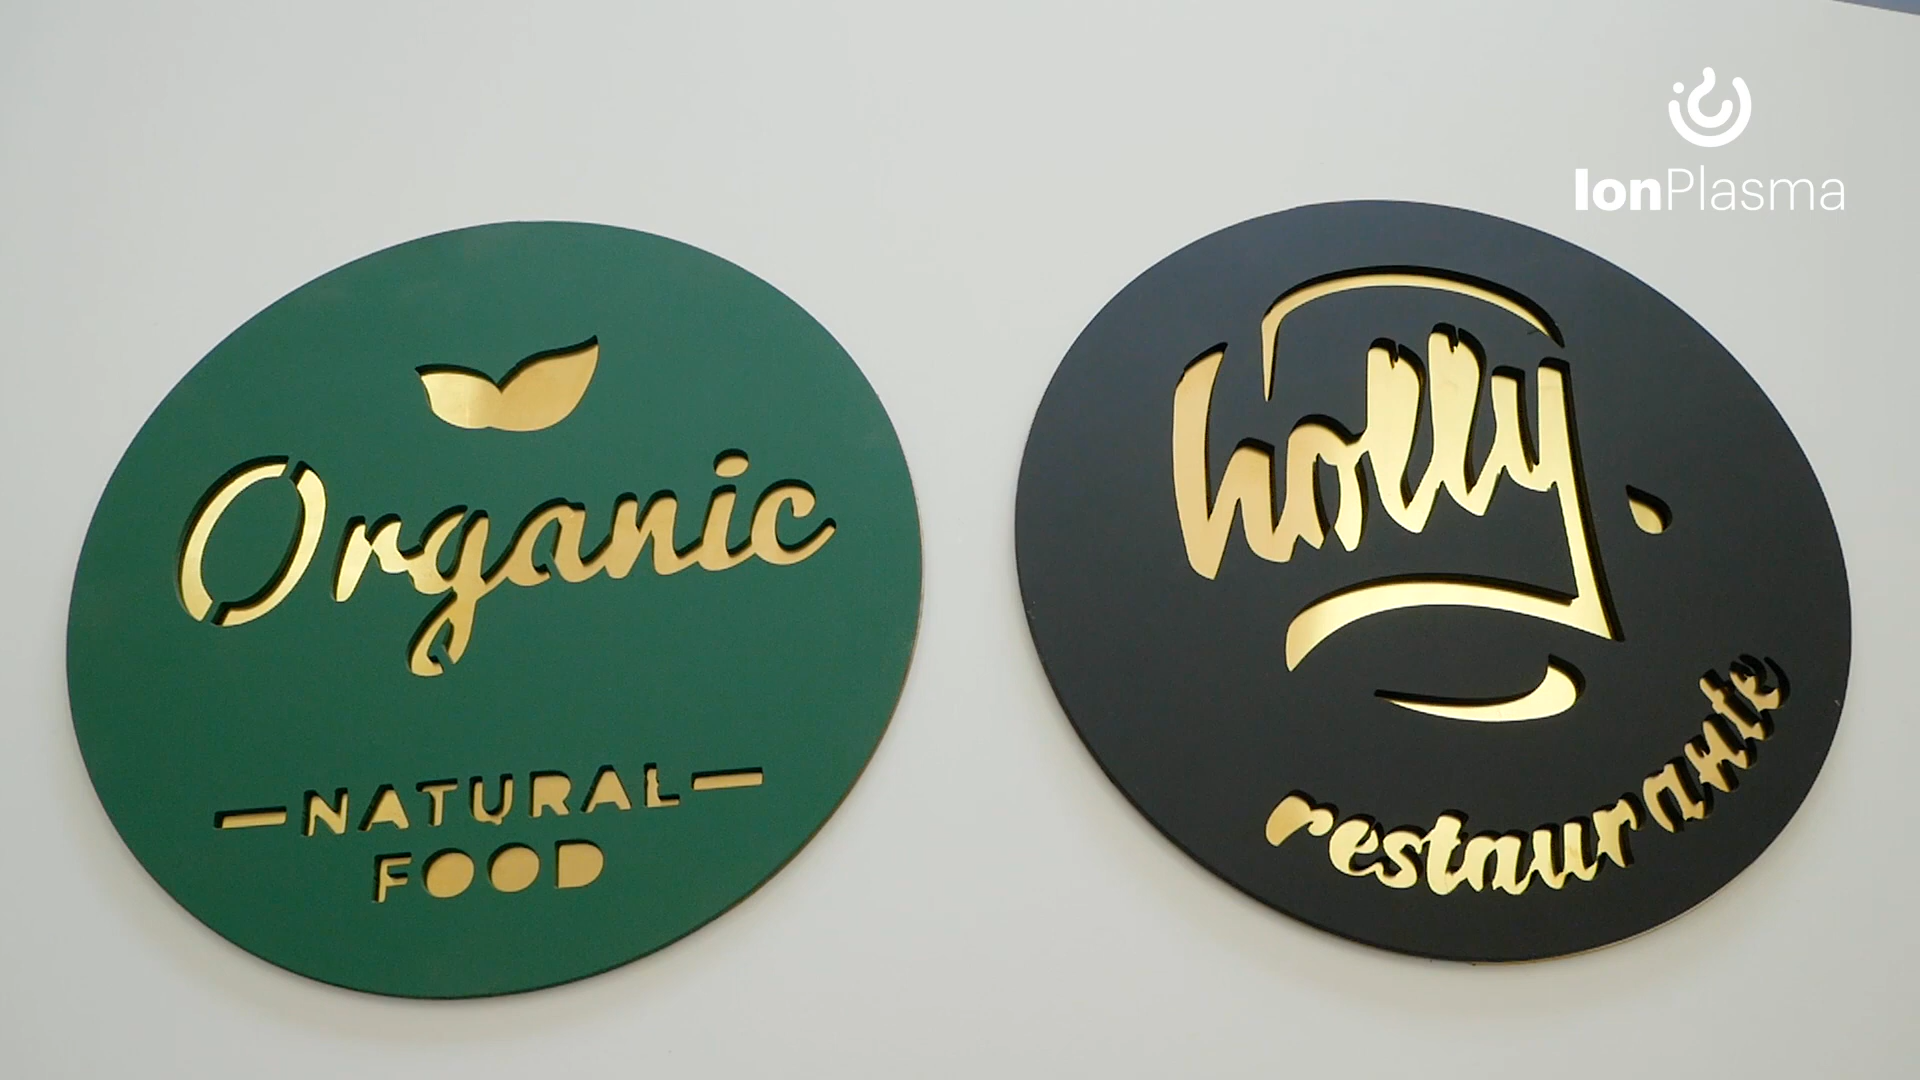 IonPlasma
Organic
NATURAL
FOOD
holly
restaurante